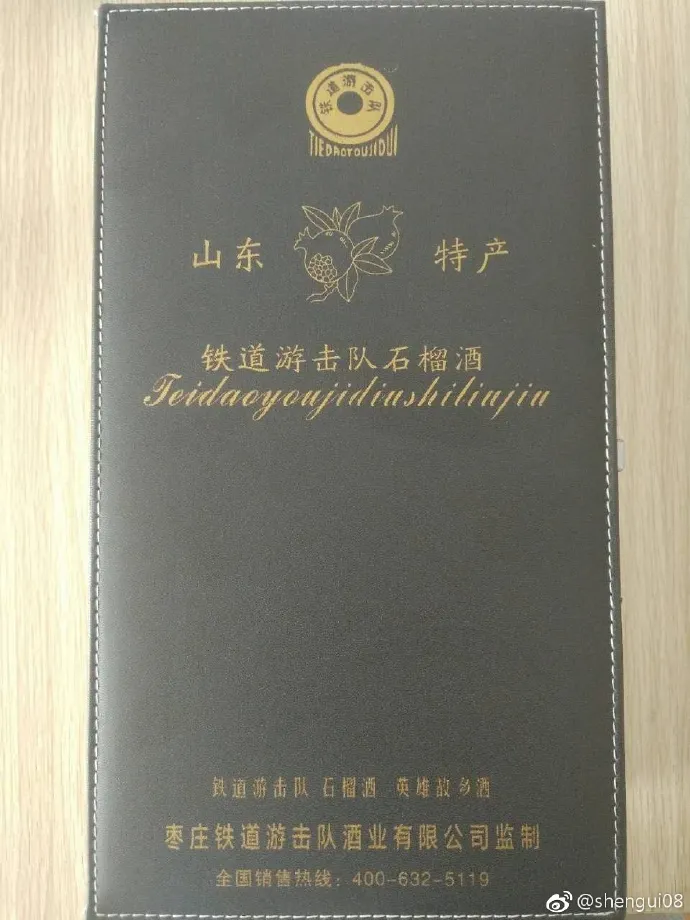 铁道游击队
TIEDAOYOUJIDUI
山东 特产
铁道游击队石榴酒
Teidaoyoujidiushiliujiu
铁道游击队 石榴酒 英雄故乡酒
枣庄铁道游击队酒业有限公司监制
全国销售热线：400-632-5119
@shengui08